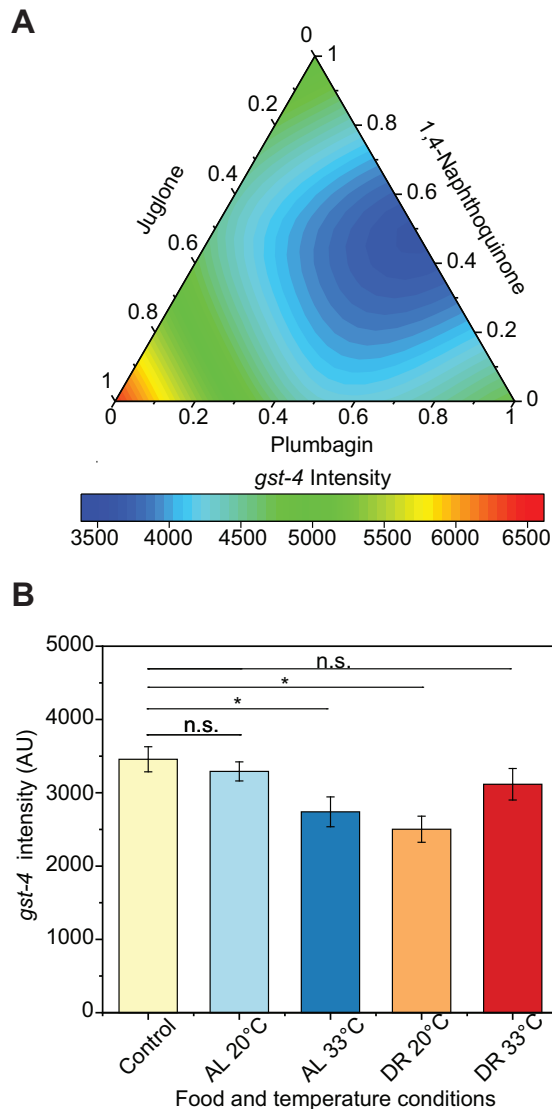 A
0
1
0.2
0.8
0.4
0.6
0.6
0.4
0.8
0.2
1
0
0 0.2 0.4 0.6 0.8 1
Juglone
1,4-Naphthoquinone
Plumbagin
gst-4 Intensity
3500 4000 4500 5000 5500 6000 6500
B
5000
4000
3000
2000
1000
0
gst-4 intensity (AU)
n.s.
*
*
n.s.
Control AL 20°C AL 33°C DR 20°C DR 33°C
Food and temperature conditions